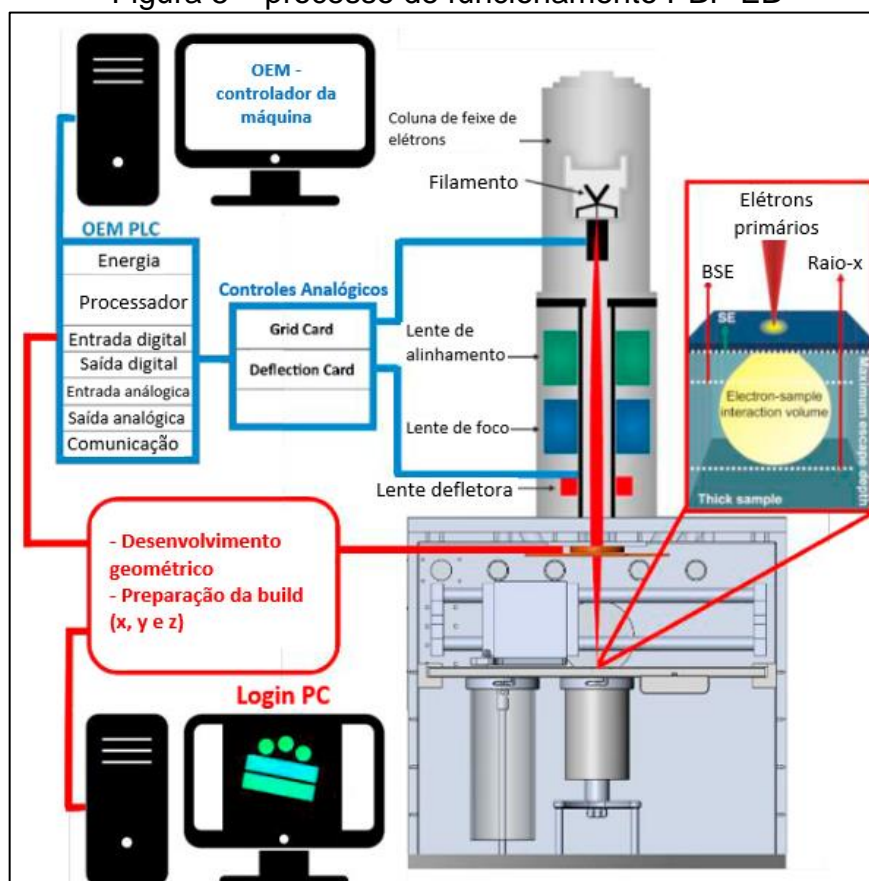 OEM -
controlador da
máquina
Coluna de feixe de
elétrons
Filamento
Elétrons
primários
BSE
Raio-x
SE
Electron-sample
interaction volume
Maximum escape depth
Thick sample
OEM PLC
Energia
Processador
Entrada digital
Saída digital
Entrada análogica
Saída analógica
Comunicação
Controles Analógicos
Grid Card
Deflection Card
Lente de
alinhamento
Lente de foco
Lente defletora
- Desenvolvimento
geométrico
- Preparação da build
(x, y e z)
Login PC